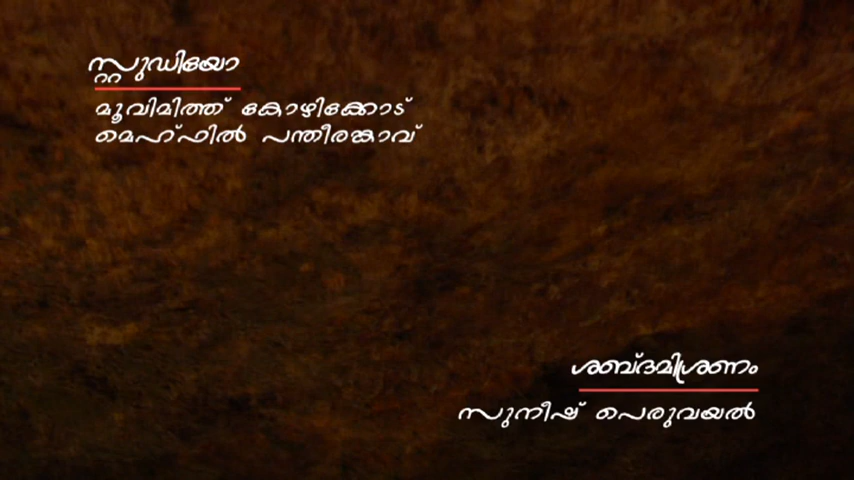 സ്റ്റുഡിയോ
മൂവിമിത്ത് കോഴിക്കോട്
മെഹ്ഫിൽ പന്തീരങ്കാവ്
ശബ്ദമിശ്രണം
സുനീഷ് പെരുവയൽ